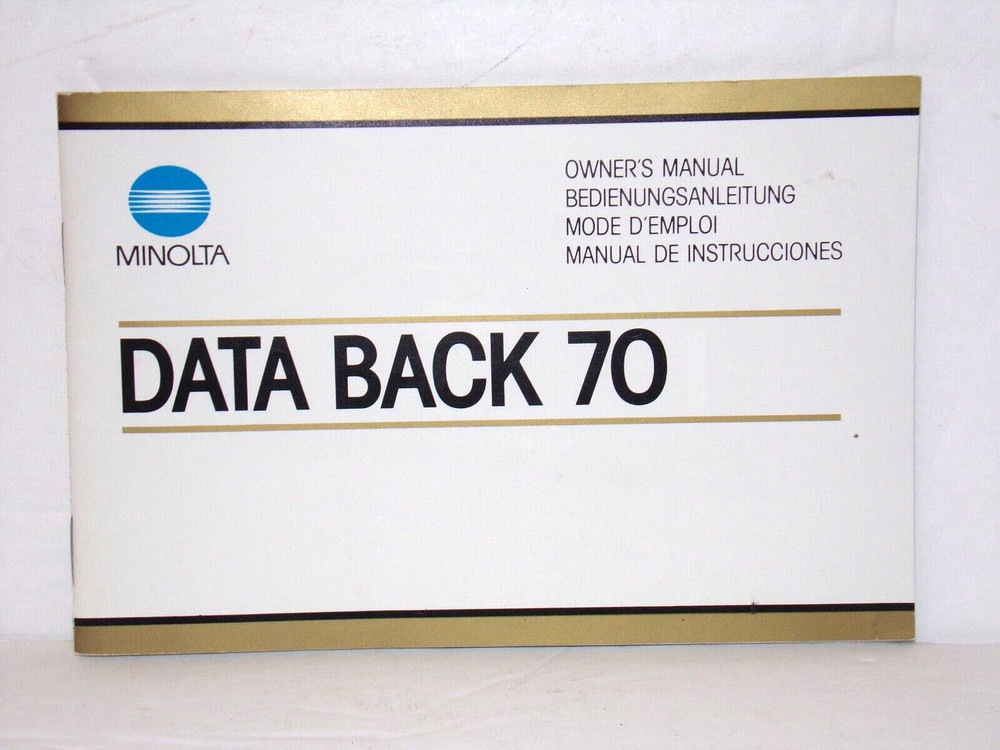 MINOLTA
OWNER'S MANUAL
BEDIENUNGSANLEITUNG
MODE D'EMPLOI
MANUAL DE INSTRUCCIONES
DATA BACK 70